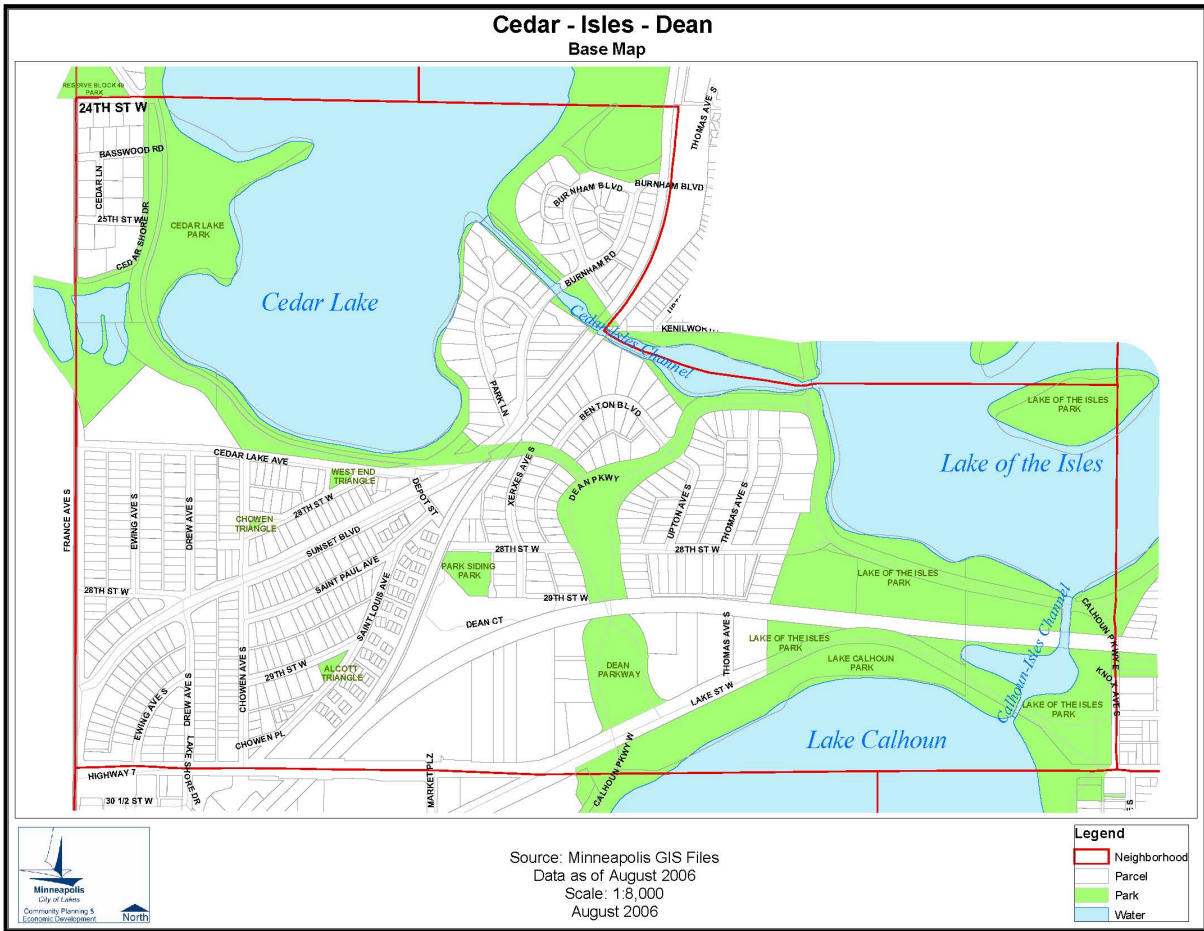 Cedar - Isles - Dean
Base Map
RESERVE BLOCK 40
PARK
24TH ST W
THOMAS AVE S
BASSWOOD RD
CEDAR LN
BURNHAM BLVD
BURNHAM BLVD
25TH ST W
CEDAR LAKE
PARK
CEDAR SHORE DR
BURNHAM RD
Cedar Lake
Cedar-Isles Channel
PARK LN
LAKE OF THE ISLES
PARK
BENTON BLVD
CEDAR LAKE AVE
Lake of the Isles
WEST END
TRIANGLE
XERXES AVE S
DEAN PKWY
DEPOT ST
28TH ST W
FRANCE AVE S
EWING AVE S
DREW AVE S
CHOWEN
TRIANGLE
UPTON AVE S
THOMAS AVE S
SUNSET BLVD
28TH ST W
28TH ST W
SAINT PAUL AVE
PARK SIDING
PARK
LAKE OF THE ISLES
PARK
28TH ST W
SAINT LOUIS AVE
29TH ST W
DEAN CT
Calhoun-Isles Channel
CALHOUN PKWY E
THOMAS AVE S
LAKE OF THE ISLES
PARK
LAKE CALHOUN
PARK
CHOWEN AVE S
29TH ST W
ALCOTT
TRIANGLE
DEAN
PARKWAY
LAKE ST W
KNOX AVE S
LAKE OF THE ISLES
PARK
EWING AVE S
DREW AVE S
CHOWEN PL
Lake Calhoun
HIGHWAY 7
LAKE SHORE DR
MARKET PLZ
CALHOUN PKWY W
30 1/2 ST W
Minneapolis
City of Lakes
Community Planning &
Economic Development
North
Source: Minneapolis GIS Files
Data as of August 2006
Scale: 1:8,000
August 2006
Legend
Neighborhood
Parcel
Park
Water